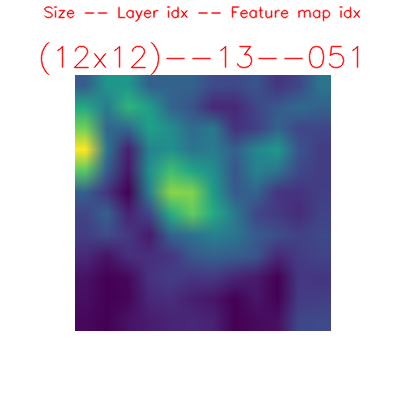 Size -- Layer idx -- Feature map idx
(12x12)--13--051